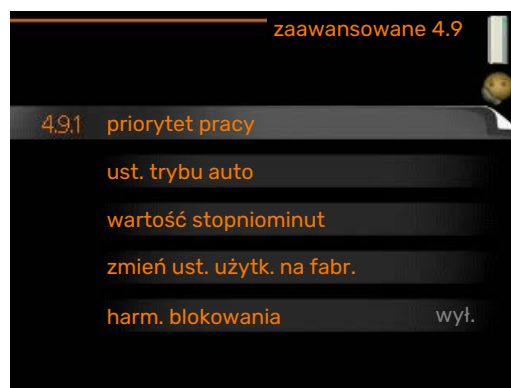 zaawansowane 4.9
4.9.1 priorytet pracy
ust. trybu auto
wartość stopniominut
zmień ust. użytk. na fabr.
harm. blokowania wył.